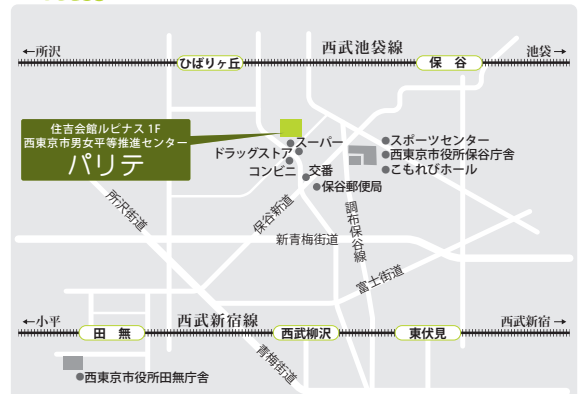 ←所沢
西武池袋線
池袋→
ひばりヶ丘
保 谷
住吉会館ルピナス 1F
西東京市男女平等推進センター
パリテ
●スーパー
ドラッグストア●
コンビニ●
交番
●保谷郵便局
●スポーツセンター
●西東京市役所保谷庁舎
●こもれびホール
所沢街道
保谷新道
調布保谷線
新青梅街道
富士街道
←小平
西武新宿線
西武新宿→
田 無
西武柳沢
東伏見
青梅街道
●西東京市役所田無庁舎